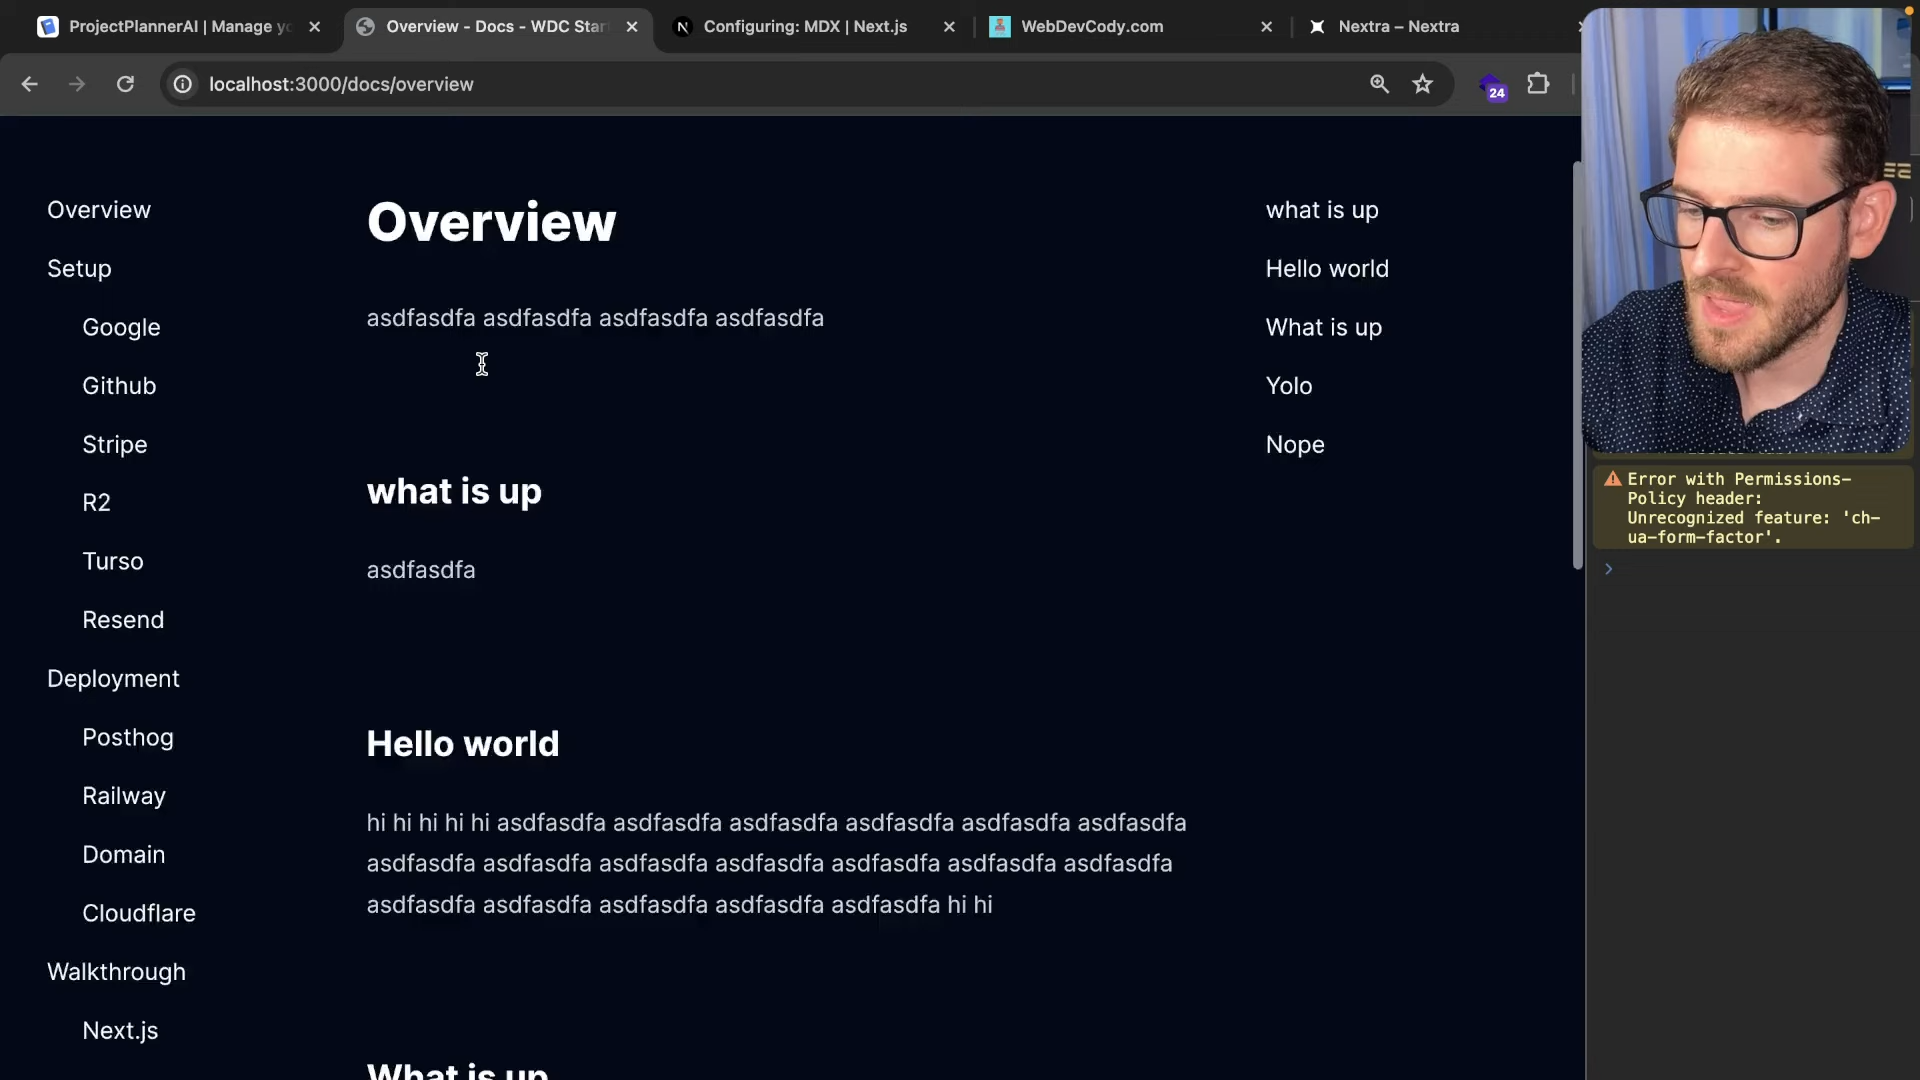 ProjectPlannerAI | Manage yo
Overview - Docs - WDC Star
Configuring: MDX | Next.js
WebDevCody.com
Nextra – Nextra
localhost:3000/docs/overview
24
Overview
Setup
Google
Github
Stripe
R2
Turso
Resend
Deployment
Posthog
Railway
Domain
Cloudflare
Walkthrough
Next.js
Overview
asdfasdfa asdfasdfa asdfasdfa asdfasdfa
what is up
asdfasdfa
Hello world
hi hi hi hi hi asdfasdfa asdfasdfa asdfasdfa asdfasdfa asdfasdfa asdfasdfa
asdfasdfa asdfasdfa asdfasdfa asdfasdfa asdfasdfa asdfasdfa asdfasdfa
asdfasdfa asdfasdfa asdfasdfa asdfasdfa asdfasdfa hi hi
What is up
what is up
Hello world
What is up
Yolo
Nope
Error with Permissions-
Policy header:
Unrecognized feature: 'ch-
ua-form-factor'.